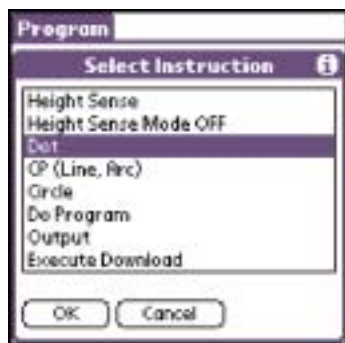 Program
Select Instruction
Height Sense
Height Sense Mode OFF
Dot
CP (Line, Arc)
Circle
Do Program
Output
Execute Download
OK
Cancel